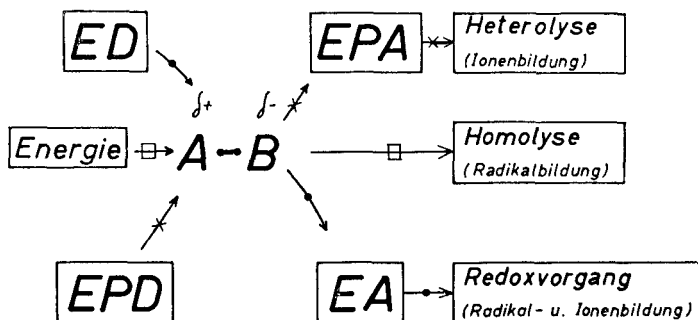 ED
EPA
Heterolyse
(Ionenbildung)
δ+
δ-
Energie
A
B
Homolyse
(Radikalbildung)
EPD
EA
Redoxvorgang
(Radikal- u. Ionenbildung)